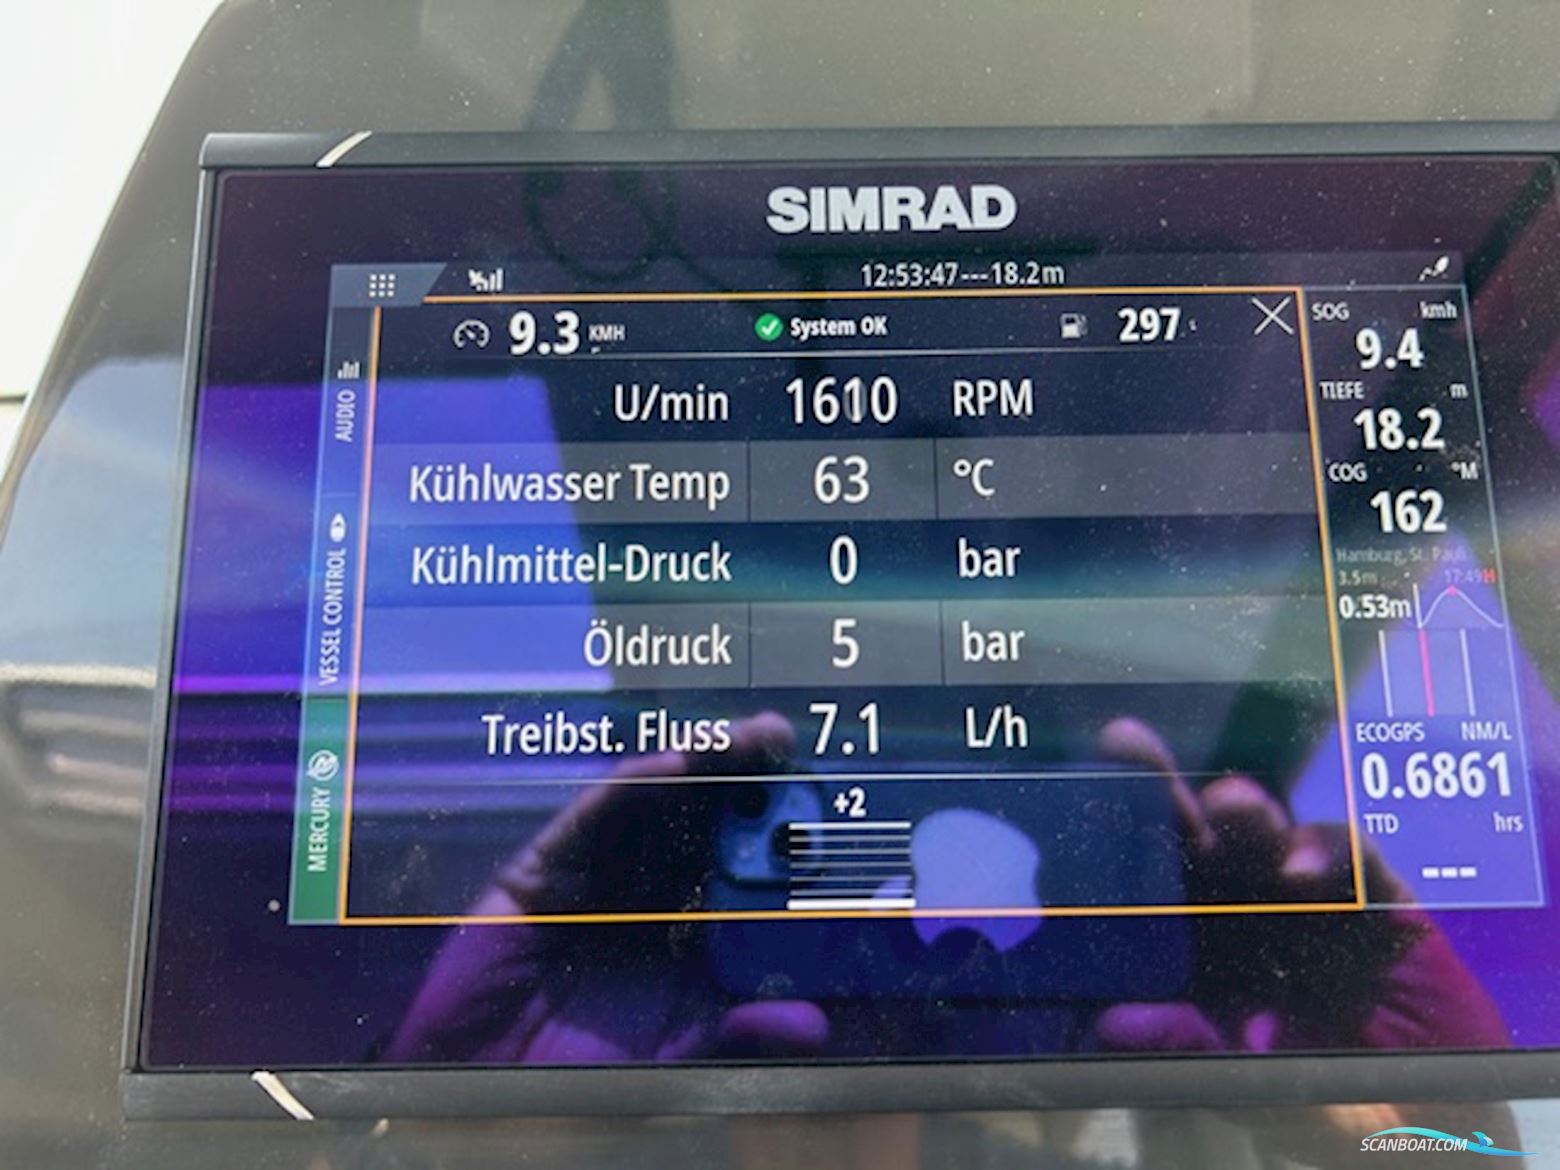 SIMRAD
12:53:47---18.2m
9.3 KMH
System OK
297
U/min 1610 RPM
Kühlwasser Temp 63 °C
Kühlmittel-Druck 0 bar
Öldruck 5 bar
Treibst. Fluss 7.1 L/h
+2
AUDIO
VESSEL CONTROL
MERCURY
SOG kmh
9.4
TIEFE m
18.2
COG °M
162
Hamburg, St. Pauli
3.5m 17:49H
0.53m
ECOGPS NM/L
0.6861
TTD hrs
---
SCANBOAT.COM